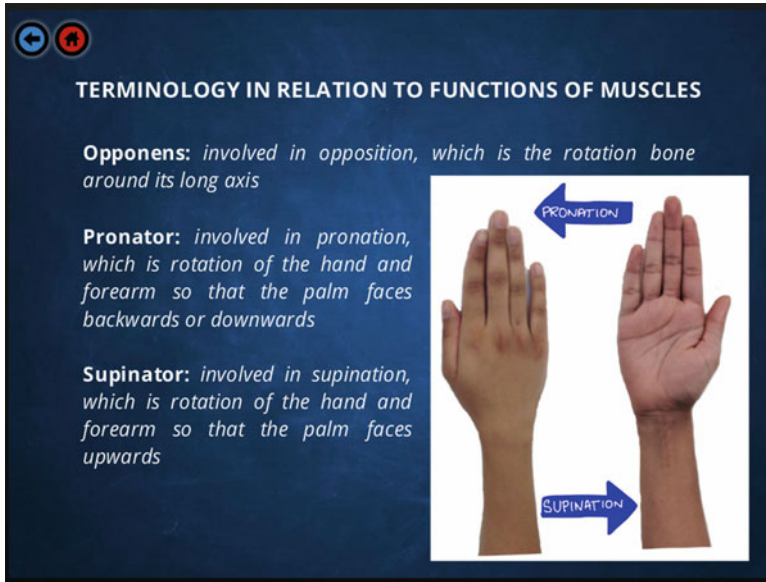 TERMINOLOGY IN RELATION TO FUNCTIONS OF MUSCLES
Opponens: involved in opposition, which is the rotation bone
around its long axis
Pronator: involved in pronation,
which is rotation of the hand and
forearm so that the palm faces
backwards or downwards
Supinator: involved in supination,
which is rotation of the hand and
forearm so that the palm faces
upwards
PRONATION
SUPINATION